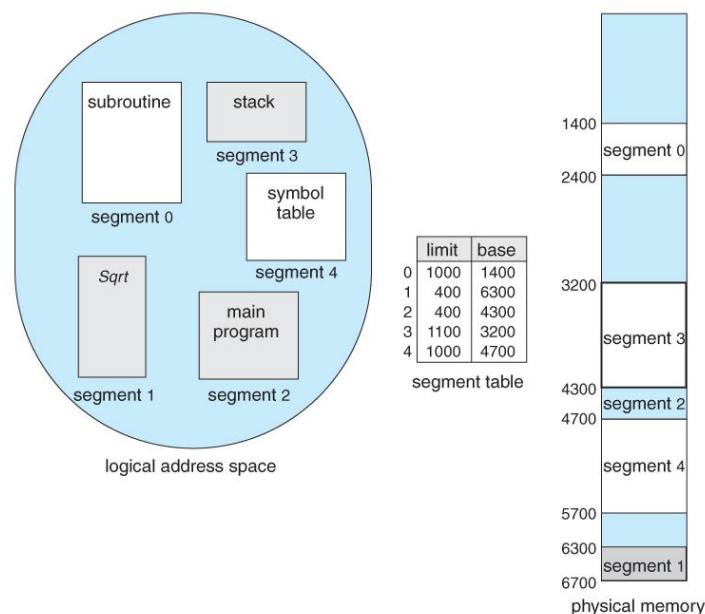 subroutine
stack
segment 3
symbol
table
segment 0
segment 4
Sqrt
main
program
segment 1
segment 2
logical address space
limit base
0 1000 1400
1 400 6300
2 400 4300
3 1100 3200
4 1000 4700
segment table
1400
segment 0
2400
3200
segment 3
4300
segment 2
4700
segment 4
5700
6300
segment 1
6700
physical memory